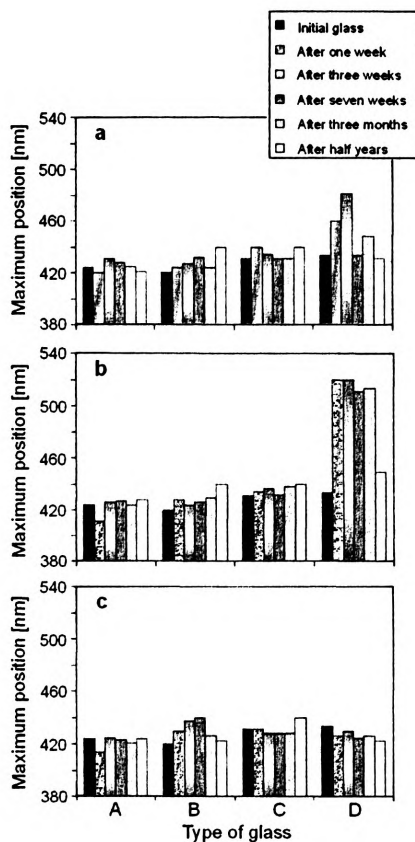 Initial glass
After one week
After three weeks
After seven weeks
After three months
After half years
a
Maximum position [nm]
540
500
460
420
380
b
Maximum position [nm]
540
500
460
420
380
c
Maximum position [nm]
540
500
460
420
380
A B C D
Type of glass